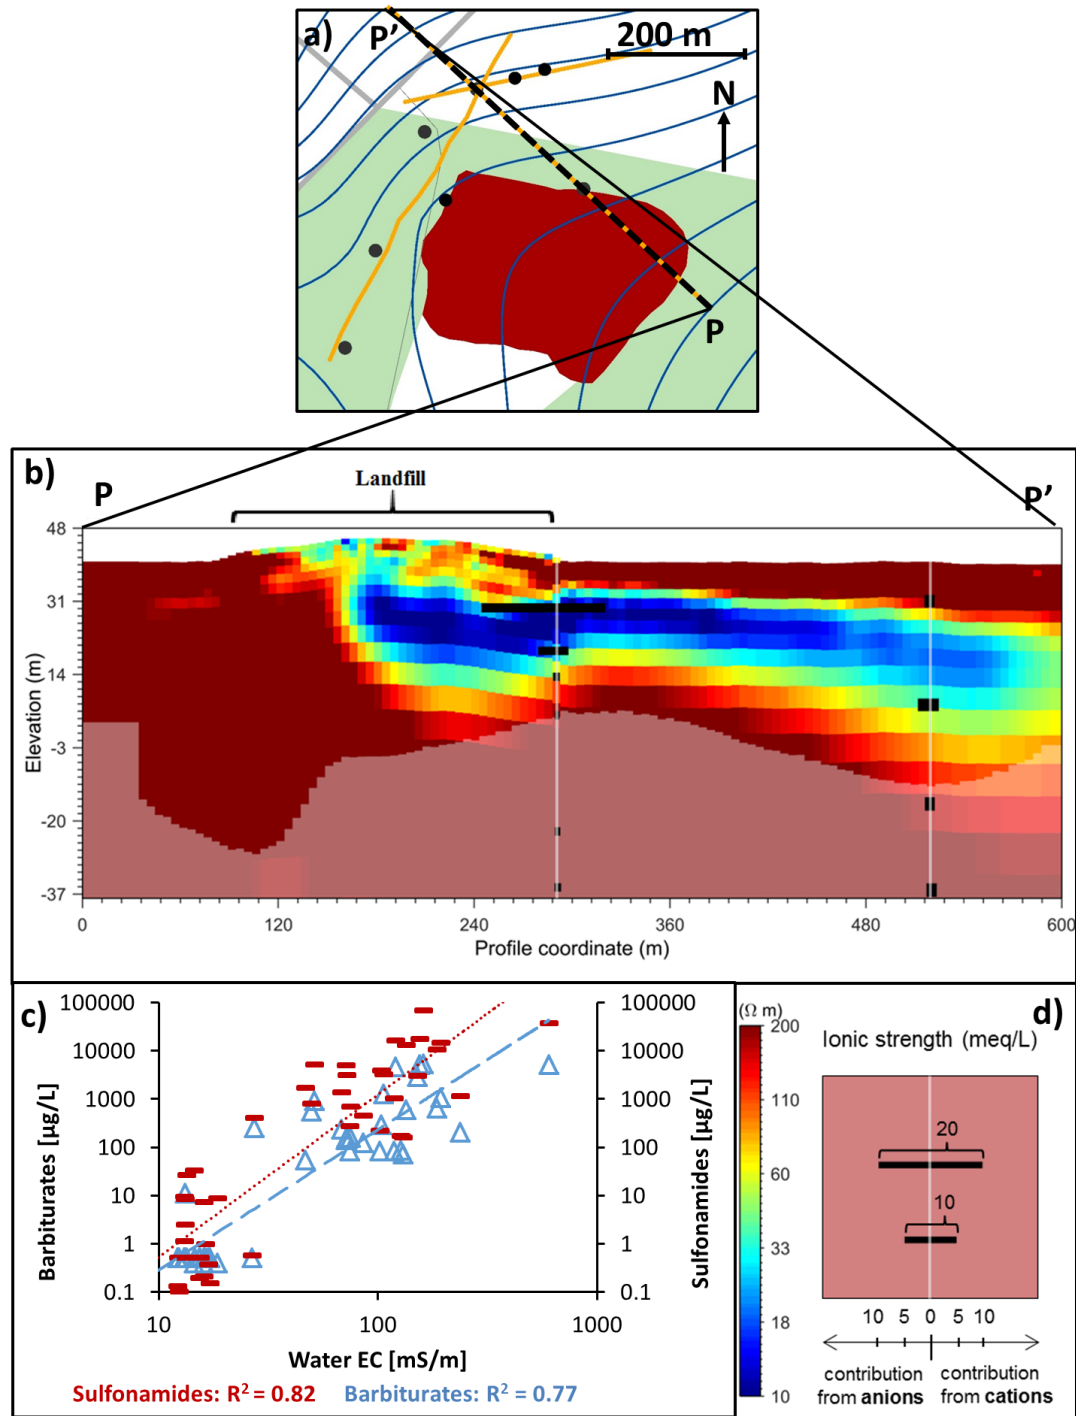 a)
P'
200 m
N
P
b)
Landfill
P
P'
48
31
14
-3
-20
-37
Elevation (m)
0
120
240
360
480
600
Profile coordinate (m)
c)
100000
10000
1000
100
10
1
0.1
Barbiturates [µg/L]
100000
10000
1000
100
10
1
0.1
Sulfonamides [µg/L]
10
100
1000
Water EC [mS/m]
Sulfonamides: R² = 0.82
Barbiturates: R² = 0.77
(Ω m)
200
110
60
33
18
10
d)
Ionic strength (meq/L)
20
10
10 5 0 5 10
contribution from anions
contribution from cations